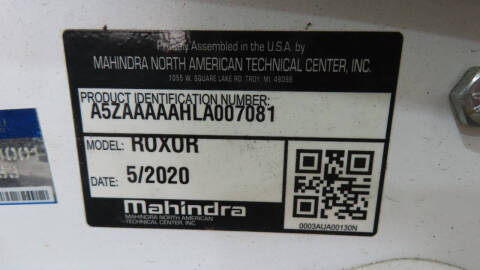 Proudly Assembled in the U.S.A. by
MAHINDRA NORTH AMERICAN TECHNICAL CENTER, INC.
1055 W. SQUARE LAKE RD. TROY, MI. 48098
PRODUCT IDENTIFICATION NUMBER:
A5ZAAAAAHLA007081
MODEL: ROXOR
DATE: 5/2020
Mahindra
MAHINDRA NORTH AMERICAN
TECHNICAL CENTER, INC
0003AUA00130N